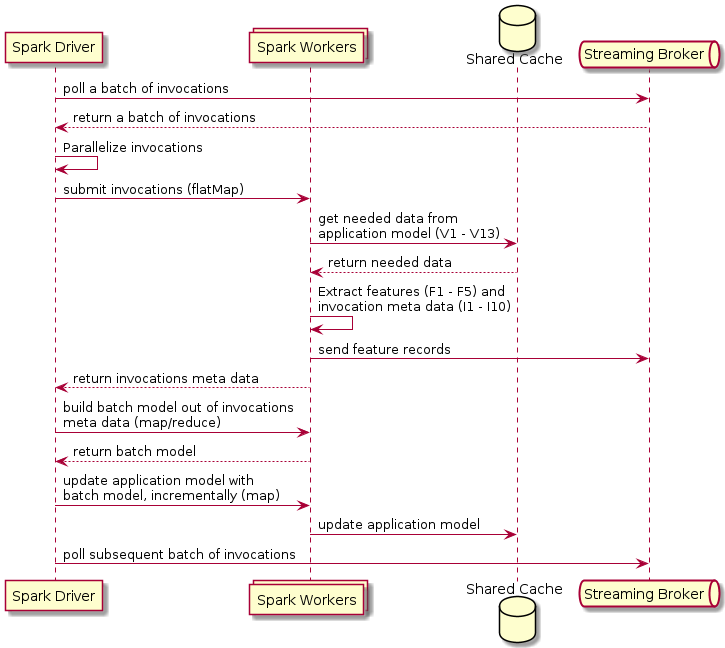 Spark Driver
Spark Workers
Shared Cache
Streaming Broker
poll a batch of invocations
return a batch of invocations
Parallelize invocations
submit invocations (flatMap)
get needed data from
application model (V1 - V13)
return needed data
Extract features (F1 - F5) and
invocation meta data (I1 - I10)
send feature records
return invocations meta data
build batch model out of invocations
meta data (map/reduce)
return batch model
update application model with
batch model, incrementally (map)
update application model
poll subsequent batch of invocations
Spark Driver
Spark Workers
Shared Cache
Streaming Broker